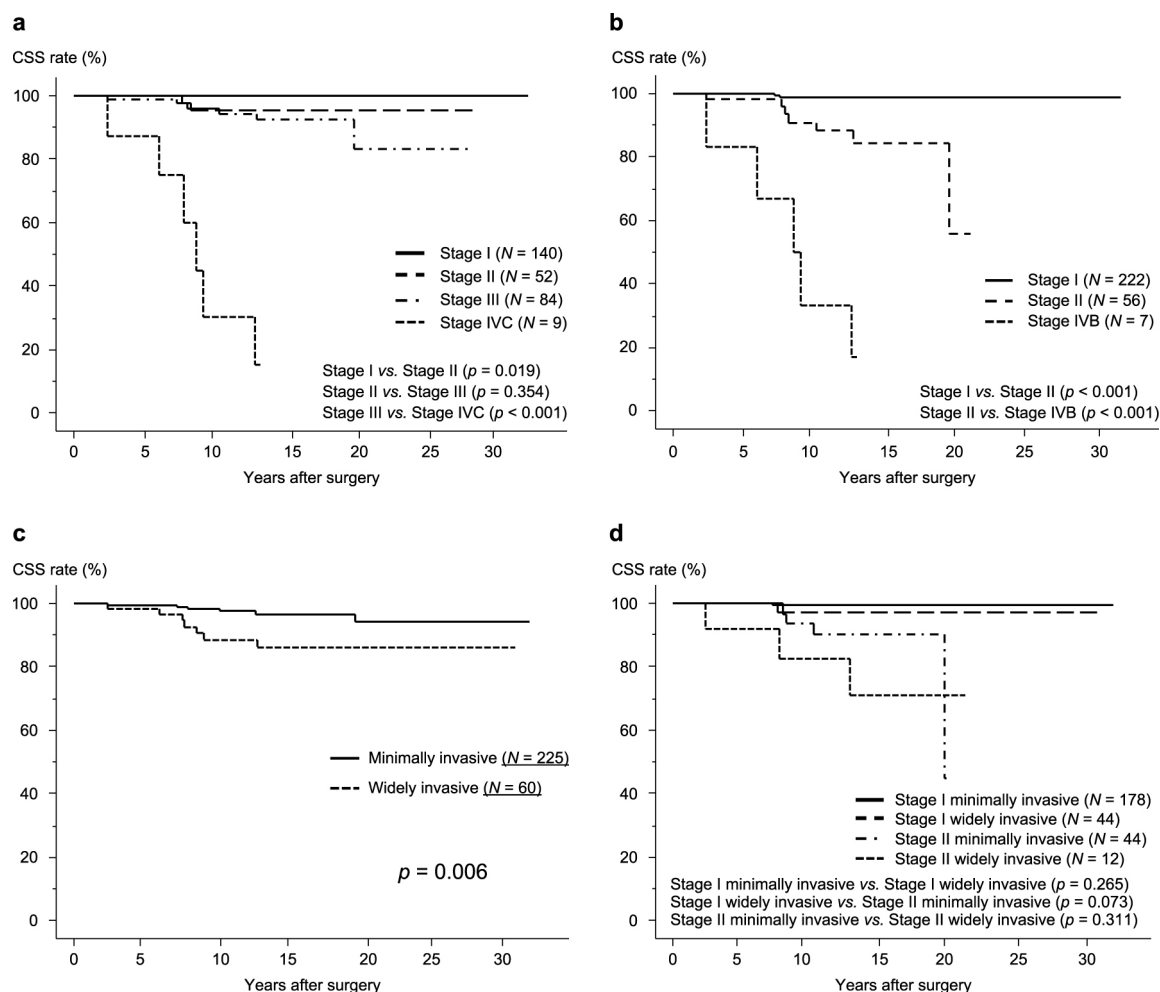 a
CSS rate (%)
100
80
60
40
20
0
Stage I (N = 140)
Stage II (N = 52)
Stage III (N = 84)
Stage IVC (N = 9)
Stage I vs. Stage II (p = 0.019)
Stage II vs. Stage III (p = 0.354)
Stage III vs. Stage IVC (p < 0.001)
0 5 10 15 20 25 30
Years after surgery
b
CSS rate (%)
100
80
60
40
20
0
Stage I (N = 222)
Stage II (N = 56)
Stage IVB (N = 7)
Stage I vs. Stage II (p < 0.001)
Stage II vs. Stage IVB (p < 0.001)
0 5 10 15 20 25 30
Years after surgery
c
CSS rate (%)
100
80
60
40
20
0
Minimally invasive (N = 225)
Widely invasive (N = 60)
p = 0.006
0 5 10 15 20 25 30
Years after surgery
d
CSS rate (%)
100
80
60
40
20
0
Stage I minimally invasive (N = 178)
Stage I widely invasive (N = 44)
Stage II minimally invasive (N = 44)
Stage II widely invasive (N = 12)
Stage I minimally invasive vs. Stage I widely invasive (p = 0.265)
Stage I widely invasive vs. Stage II minimally invasive (p = 0.073)
Stage II minimally invasive vs. Stage II widely invasive (p = 0.311)
0 5 10 15 20 25 30
Years after surgery